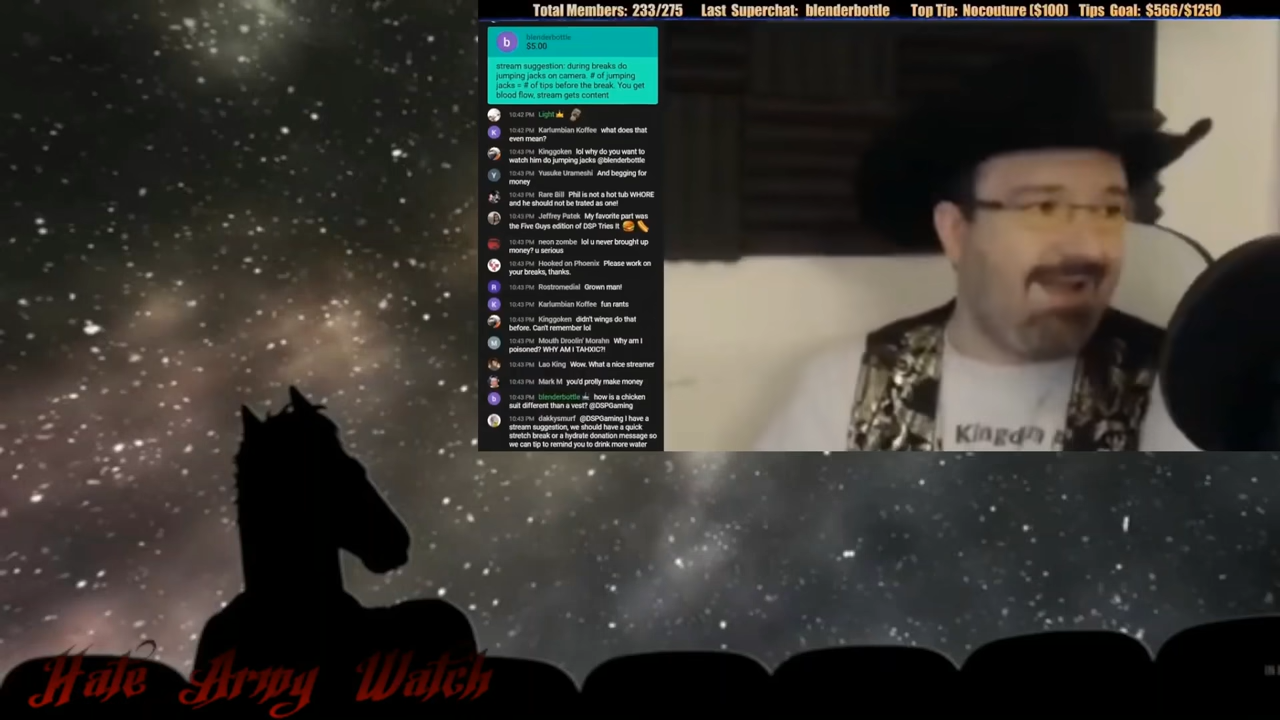 Total Members: 233/275 Last Superchat: blenderbottle Top Tip: Nocouture ($100) Tips Goal: $566/$1250
b
blenderbottle
$5.00
stream suggestion: during breaks do
jumping jacks on camera. # of jumping
jacks = # of tips before the break. You get
blood flow, stream gets content
10:42 PM Light
K
10:42 PM Karlumbian Koffee what does that
even mean?
10:43 PM Kinggoken lol why do you want to
watch him do jumping jacks @blenderbottle
Y
10:43 PM Yusuke Urameshi And begging for
money
10:43 PM Rare Bill Phil is not a hot tub WHORE
and he should not be trated as one!
10:43 PM Jeffrey Patek My favorite part was
the Five Guys edition of DSP Tries It
10:43 PM neon zombe lol u never brought up
money? u serious
10:43 PM Hooked on Phoenix Please work on
your breaks, thanks.
R
10:43 PM Rostromedial Grown man!
K
10:43 PM Karlumbian Koffee fun rants
10:43 PM Kinggoken didn't wings do that
before. Can't remember lol
M
10:43 PM Mouth Droolin' Morahn Why am I
poisoned? WHY AM I TAHXIC?!
10:43 PM Lao King Wow. What a nice streamer
10:43 PM Mark M you'd prolly make money
b
10:43 PM blenderbottle how is a chicken
suit different than a vest? @DSPGaming
10:43 PM dakkysmurf @DSPGaming I have a
stream suggestion, we should have a quick
stretch break or a hydrate donation message so
we can tip to remind you to drink more water
Kingdom
Hate Army Watch
IN